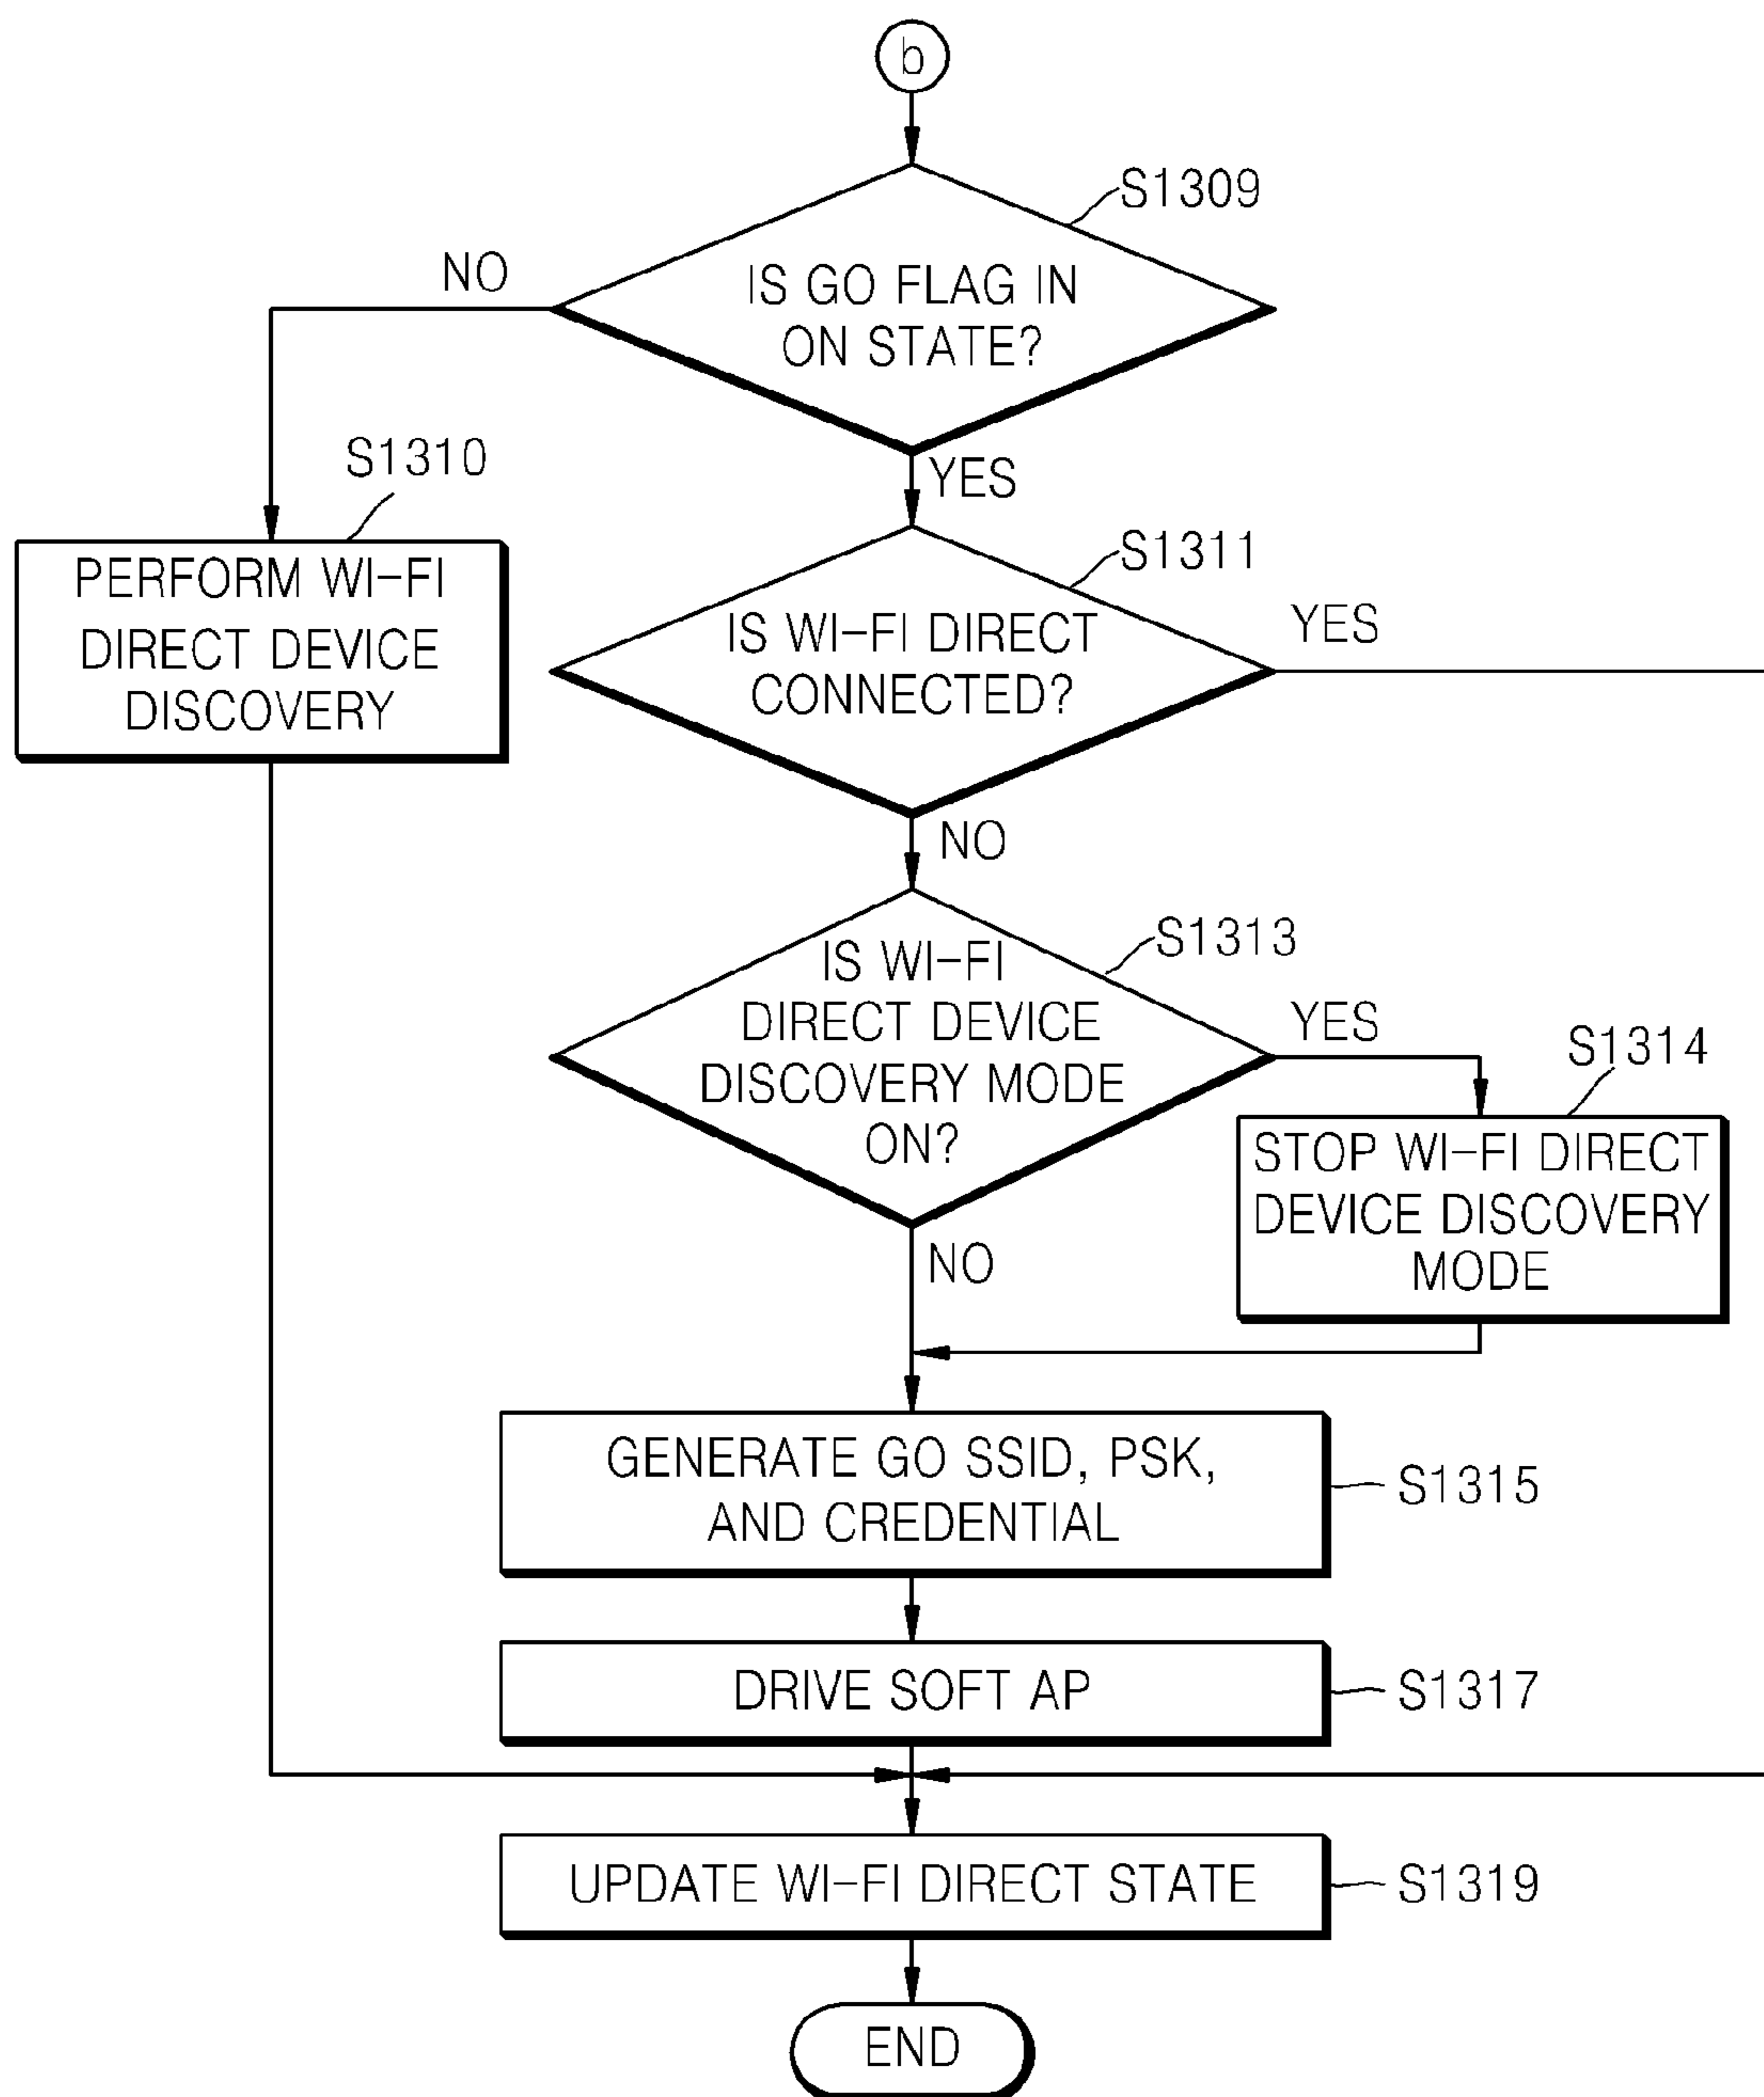 b
S1309
NO
IS GO FLAG IN
ON STATE?
S1310
YES
PERFORM WI-FI
DIRECT DEVICE
DISCOVERY
S1311
IS WI-FI DIRECT
CONNECTED?
YES
NO
S1313
IS WI-FI
DIRECT DEVICE
DISCOVERY MODE
ON?
YES
S1314
STOP WI-FI DIRECT
DEVICE DISCOVERY
MODE
NO
GENERATE GO SSID, PSK,
AND CREDENTIAL
S1315
DRIVE SOFT AP
S1317
UPDATE WI-FI DIRECT STATE
S1319
END